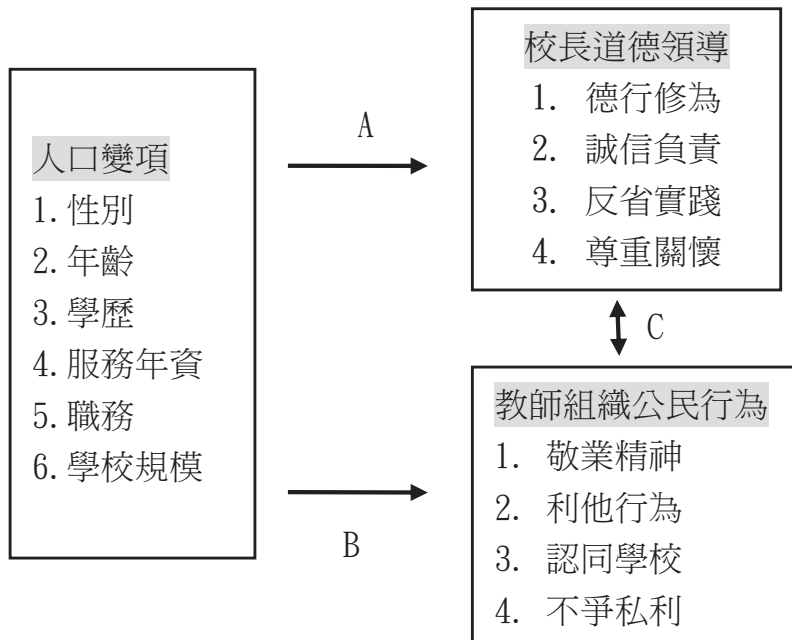 人口變項
1.性別
2.年齡
3.學歷
4.服務年資
5.職務
6.學校規模
A
B
校長道德領導
1. 德行修為
2. 誠信負責
3. 反省實踐
4. 尊重關懷
C
教師組織公民行為
1. 敬業精神
2. 利他行為
3. 認同學校
4. 不爭私利